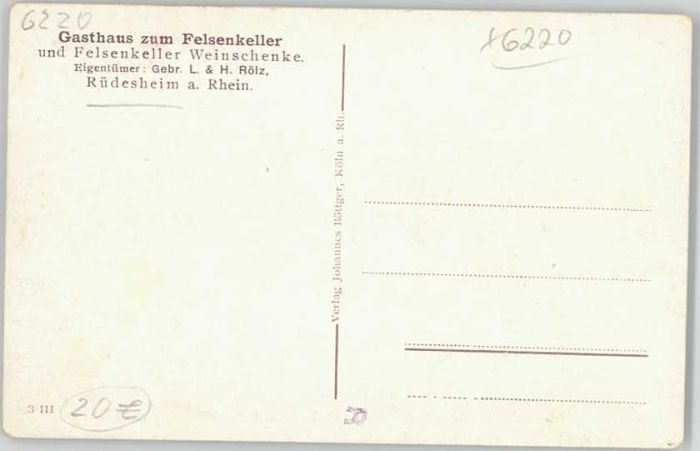 6220
Gasthaus zum Felsenkeller
und Felsenkeller Weinschenke.
Eigentümer: Gebr. L. & H. Rölz,
Rüdesheim a. Rhein.
6220
Verlag Johannes Röttger, Köln a. Rh.
3 III
20 €